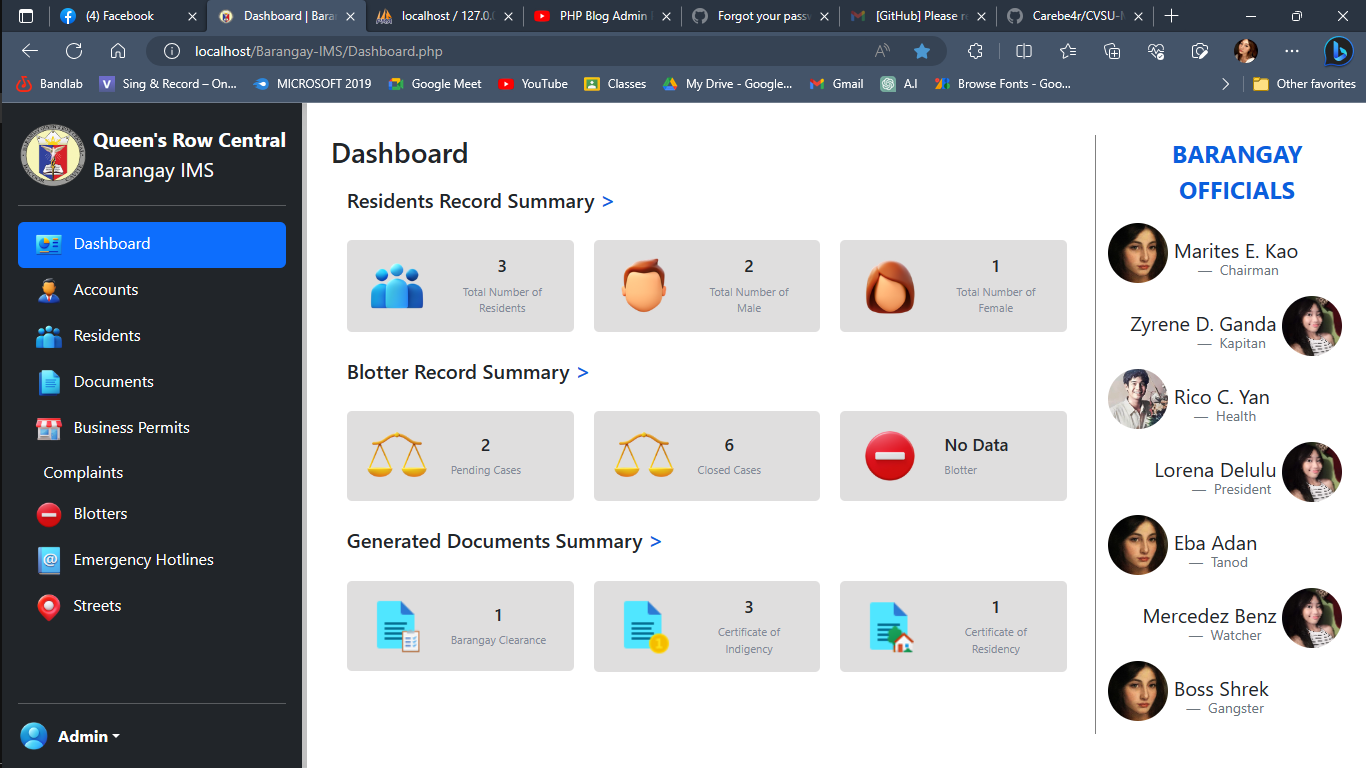 (4) Facebook
Dashboard | Bara
localhost / 127.0.
PHP Blog Admin
Forgot your pass
[GitHub] Please r
Carebe4r/CVSU-
localhost/Barangay-IMS/Dashboard.php
Bandlab
Sing & Record – On...
MICROSOFT 2019
Google Meet
YouTube
Classes
My Drive - Google...
Gmail
A.I
Browse Fonts - Goo...
Other favorites
Queen's Row Central
Barangay IMS
Dashboard
Accounts
Residents
Documents
Business Permits
Complaints
Blotters
Emergency Hotlines
Streets
Admin
Dashboard
Residents Record Summary >
3
Total Number of
Residents
2
Total Number of
Male
1
Total Number of
Female
Blotter Record Summary >
2
Pending Cases
6
Closed Cases
No Data
Blotter
Generated Documents Summary >
1
Barangay Clearance
3
Certificate of
Indigency
1
Certificate of
Residency
BARANGAY
OFFICIALS
Marites E. Kao
— Chairman
Zyrene D. Ganda
— Kapitan
Rico C. Yan
— Health
Lorena Delulu
— President
Eba Adan
— Tanod
Mercedez Benz
— Watcher
Boss Shrek
— Gangster